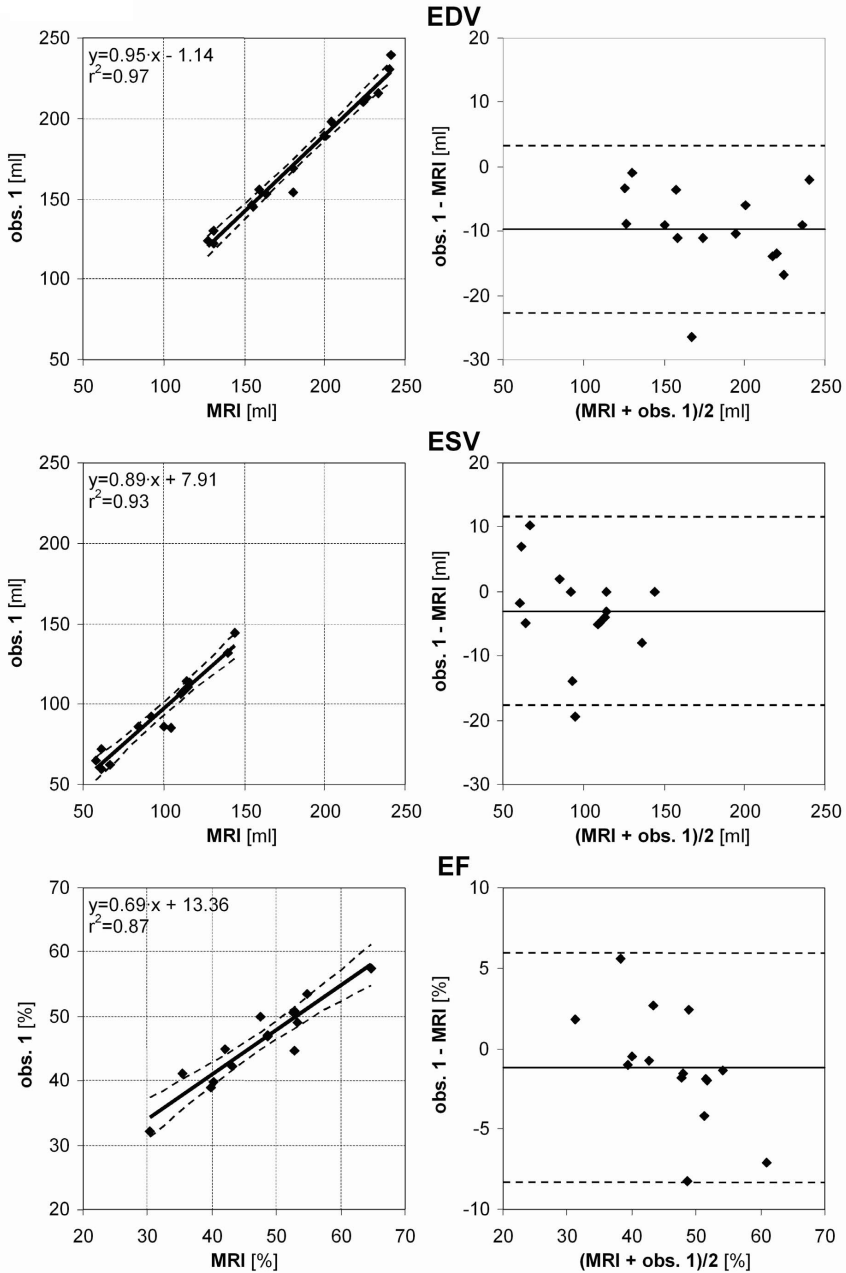 EDV
y=0.95·x - 1.14
r²=0.97
250
200
150
100
50
obs. 1 [ml]
50 100 150 200 250
MRI [ml]
20
10
0
-10
-20
-30
obs. 1 - MRI [ml]
50 100 150 200 250
(MRI + obs. 1)/2 [ml]
ESV
y=0.89·x + 7.91
r²=0.93
250
200
150
100
50
obs. 1 [ml]
50 100 150 200 250
MRI [ml]
20
10
0
-10
-20
-30
obs. 1 - MRI [ml]
50 100 150 200 250
(MRI + obs. 1)/2 [ml]
EF
y=0.69·x + 13.36
r²=0.87
70
60
50
40
30
20
obs. 1 [%]
20 30 40 50 60 70
MRI [%]
10
5
0
-5
-10
obs. 1 - MRI [%]
20 30 40 50 60 70
(MRI + obs. 1)/2 [%]